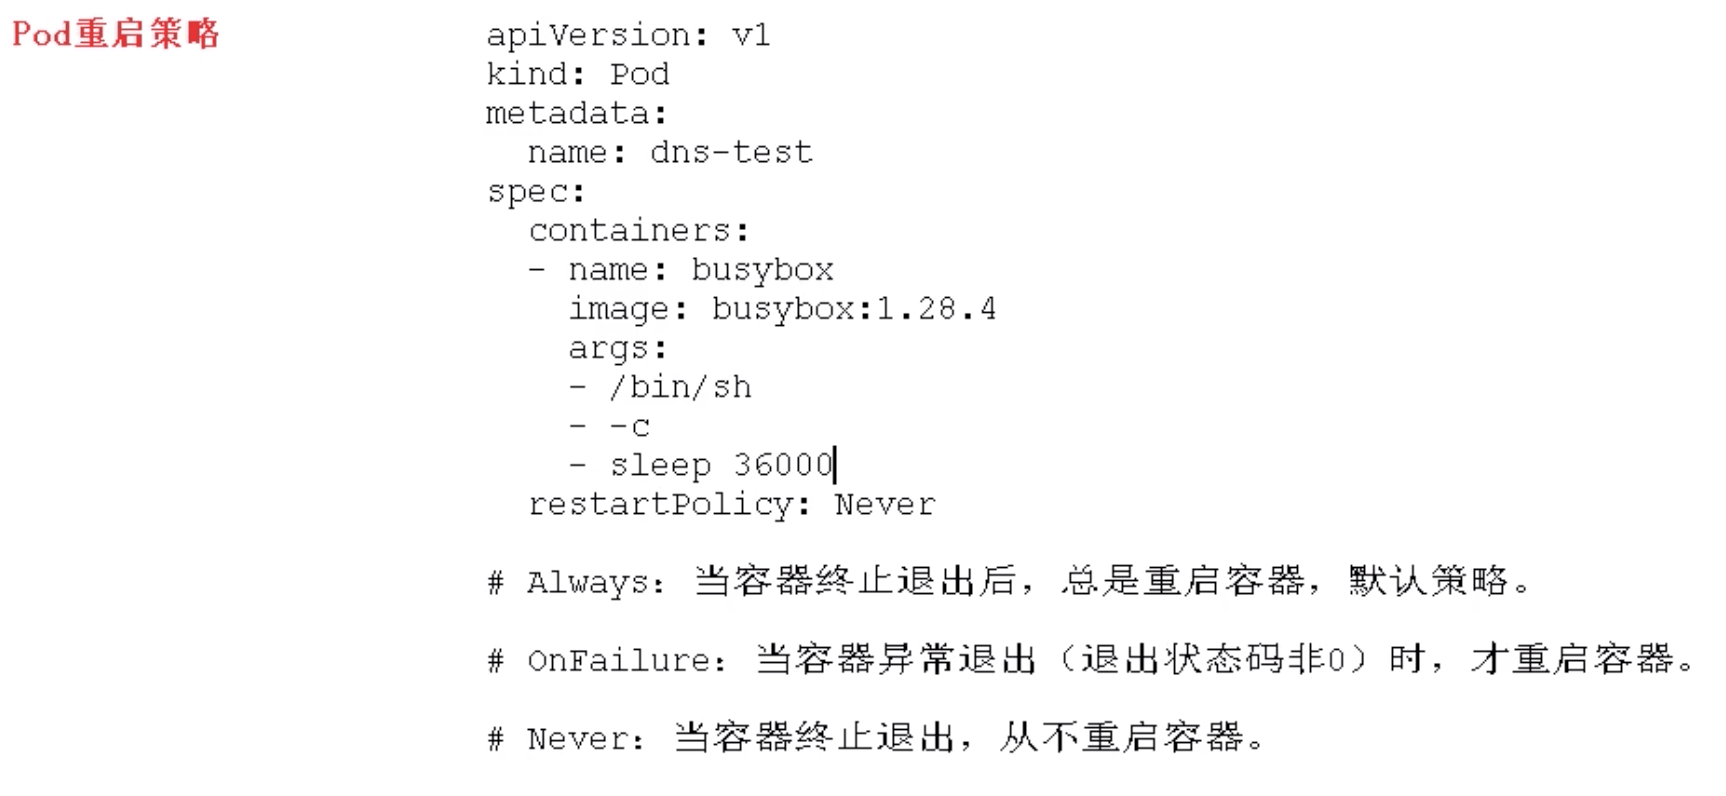 Pod重启策略
apiVersion: v1
kind: Pod
metadata:
  name: dns-test
spec:
  containers:
  - name: busybox
    image: busybox:1.28.4
    args:
    - /bin/sh
    - -c
    - sleep 36000
  restartPolicy: Never
# Always: 当容器终止退出后，总是重启容器，默认策略。
# OnFailure: 当容器异常退出（退出状态码非0）时，才重启容器。
# Never: 当容器终止退出，从不重启容器。